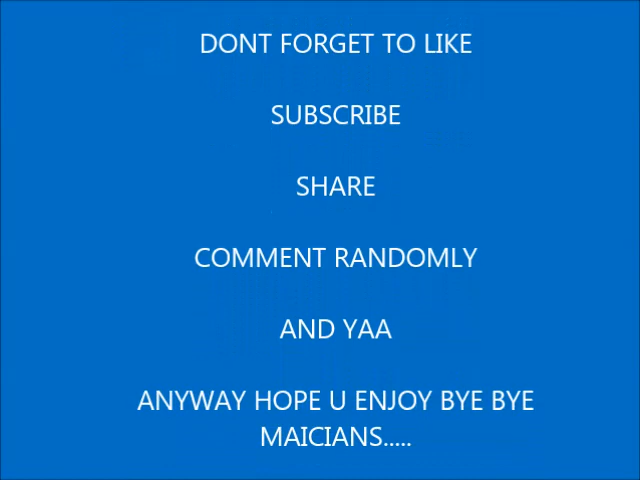 DONT FORGET TO LIKE
SUBSCRIBE
SHARE
COMMENT RANDOMLY
AND YAA
ANYWAY HOPE U ENJOY BYE BYE
MAICIANS.....